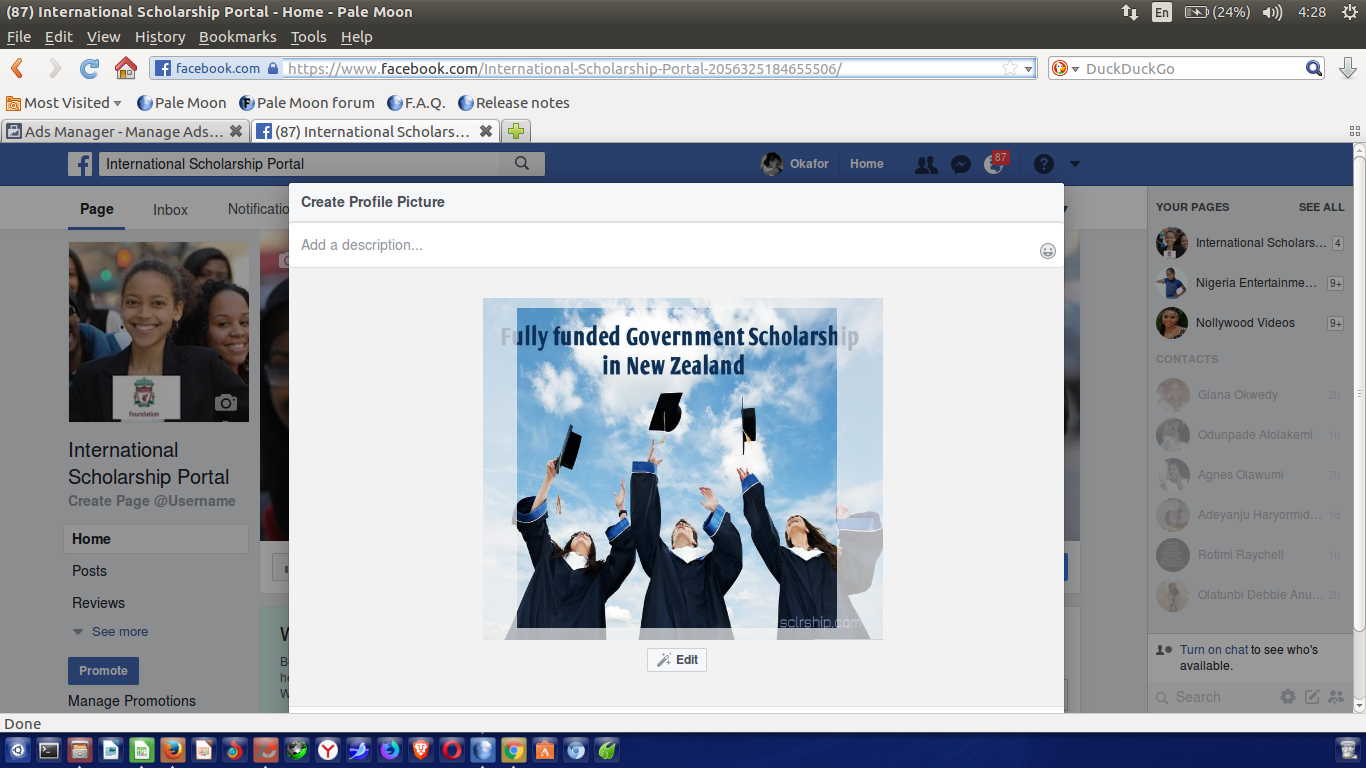 (87) International Scholarship Portal - Home - Pale Moon
En
(24%)
4:28
File Edit View History Bookmarks Tools Help
facebook.com
https://www.facebook.com/International-Scholarship-Portal-2056325184655506/
DuckDuckGo
Most Visited
Pale Moon
Pale Moon forum
F.A.Q.
Release notes
Ads Manager - Manage Ads...
(87) International Scholars...
International Scholarship Portal
Okafor
Home
87
Page
Inbox
Notificatio
Create Profile Picture
Add a description...
Fully funded Government Scholarship
in New Zealand
sclrship.com
Edit
Foundation
International
Scholarship Portal
Create Page @Username
Home
Posts
Reviews
See more
Promote
Manage Promotions
YOUR PAGES
SEE ALL
International Scholars... 4
Nigeria Entertainme... 9+
Nollywood Videos 9+
CONTACTS
Giana Okwedy 2h
Odunpade Afolakemi 1h
Agnes Olawumi 7h
Adeyanju Haryormid... 1d
Rotimi Raychell 1h
Olatunbi Debbie Anu... 2h
Turn on chat to see who's
available.
Search
Done